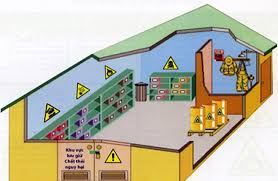 Khu vực
lưu giữ
Chất thải
nguy hại